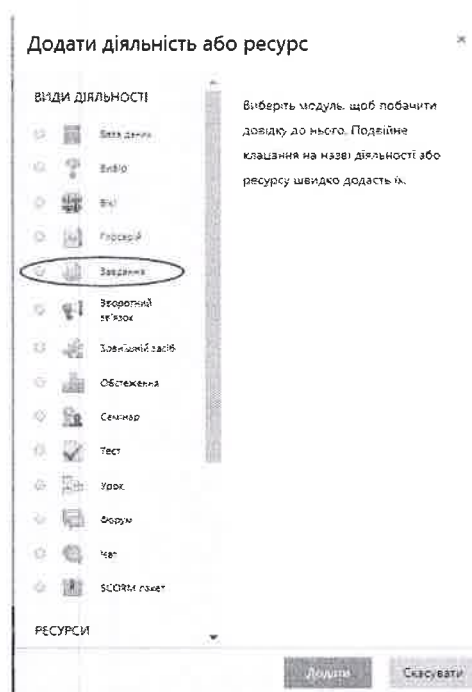 Додати діяльність або ресурс
×
ВИДИ ДІЯЛЬНОСТІ
База даних
Вибір
Вікі
Глосарій
Завдання
Зворотний
зв'язок
Зовнішній засіб
Обстеження
Семінар
Тест
Урок
Форум
Чат
SCORM пакет
РЕСУРСИ
Виберіть модуль, щоб побачити
довідку до нього. Подвійне
клацання на назві діяльності або
ресурсу швидко додасть їх.
Додати
Скасувати